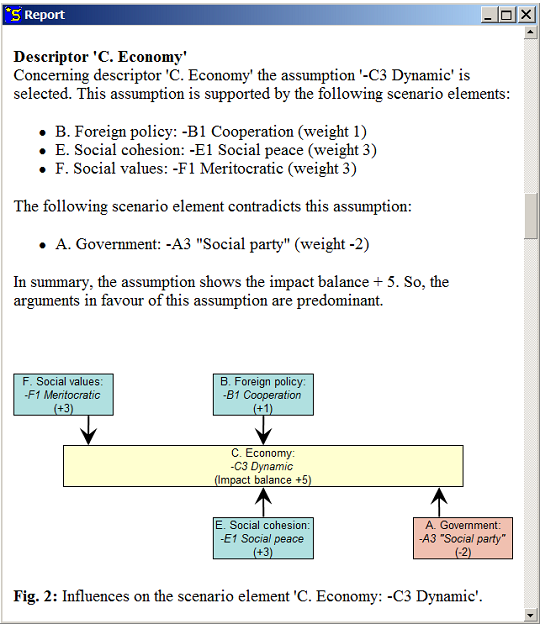 Report
Descriptor 'C. Economy'
Concerning descriptor 'C. Economy' the assumption '-C3 Dynamic' is
selected. This assumption is supported by the following scenario elements:
• B. Foreign policy: -B1 Cooperation (weight 1)
• E. Social cohesion: -E1 Social peace (weight 3)
• F. Social values: -F1 Meritocratic (weight 3)
The following scenario element contradicts this assumption:
• A. Government: -A3 "Social party" (weight -2)
In summary, the assumption shows the impact balance + 5. So, the
arguments in favour of this assumption are predominant.
F. Social values:
-F1 Meritocratic
(+3)
B. Foreign policy:
-B1 Cooperation
(+1)
C. Economy:
-C3 Dynamic
(Impact balance +5)
E. Social cohesion:
-E1 Social peace
(+3)
A. Government:
-A3 "Social party"
(-2)
Fig. 2: Influences on the scenario element 'C. Economy: -C3 Dynamic'.